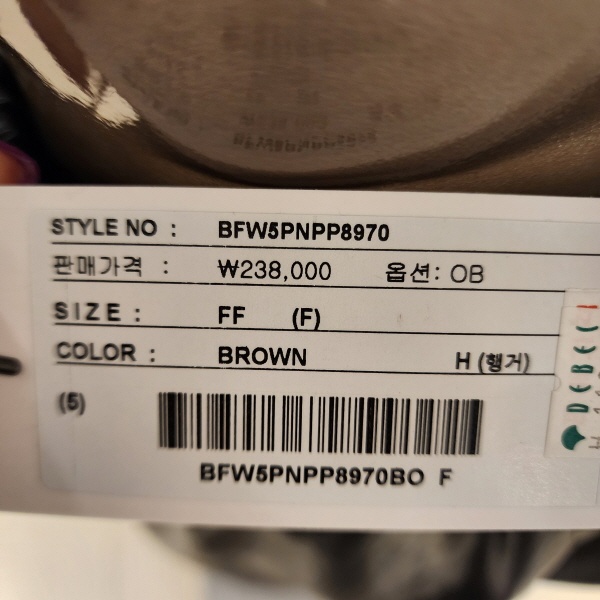 STYLE NO : BFW5PNPP8970
판매가격 : ₩238,000 옵션: OB
SIZE : FF (F)
COLOR : BROWN H (행거)
(5)
BFW5PNPP8970BO F
DEBEC